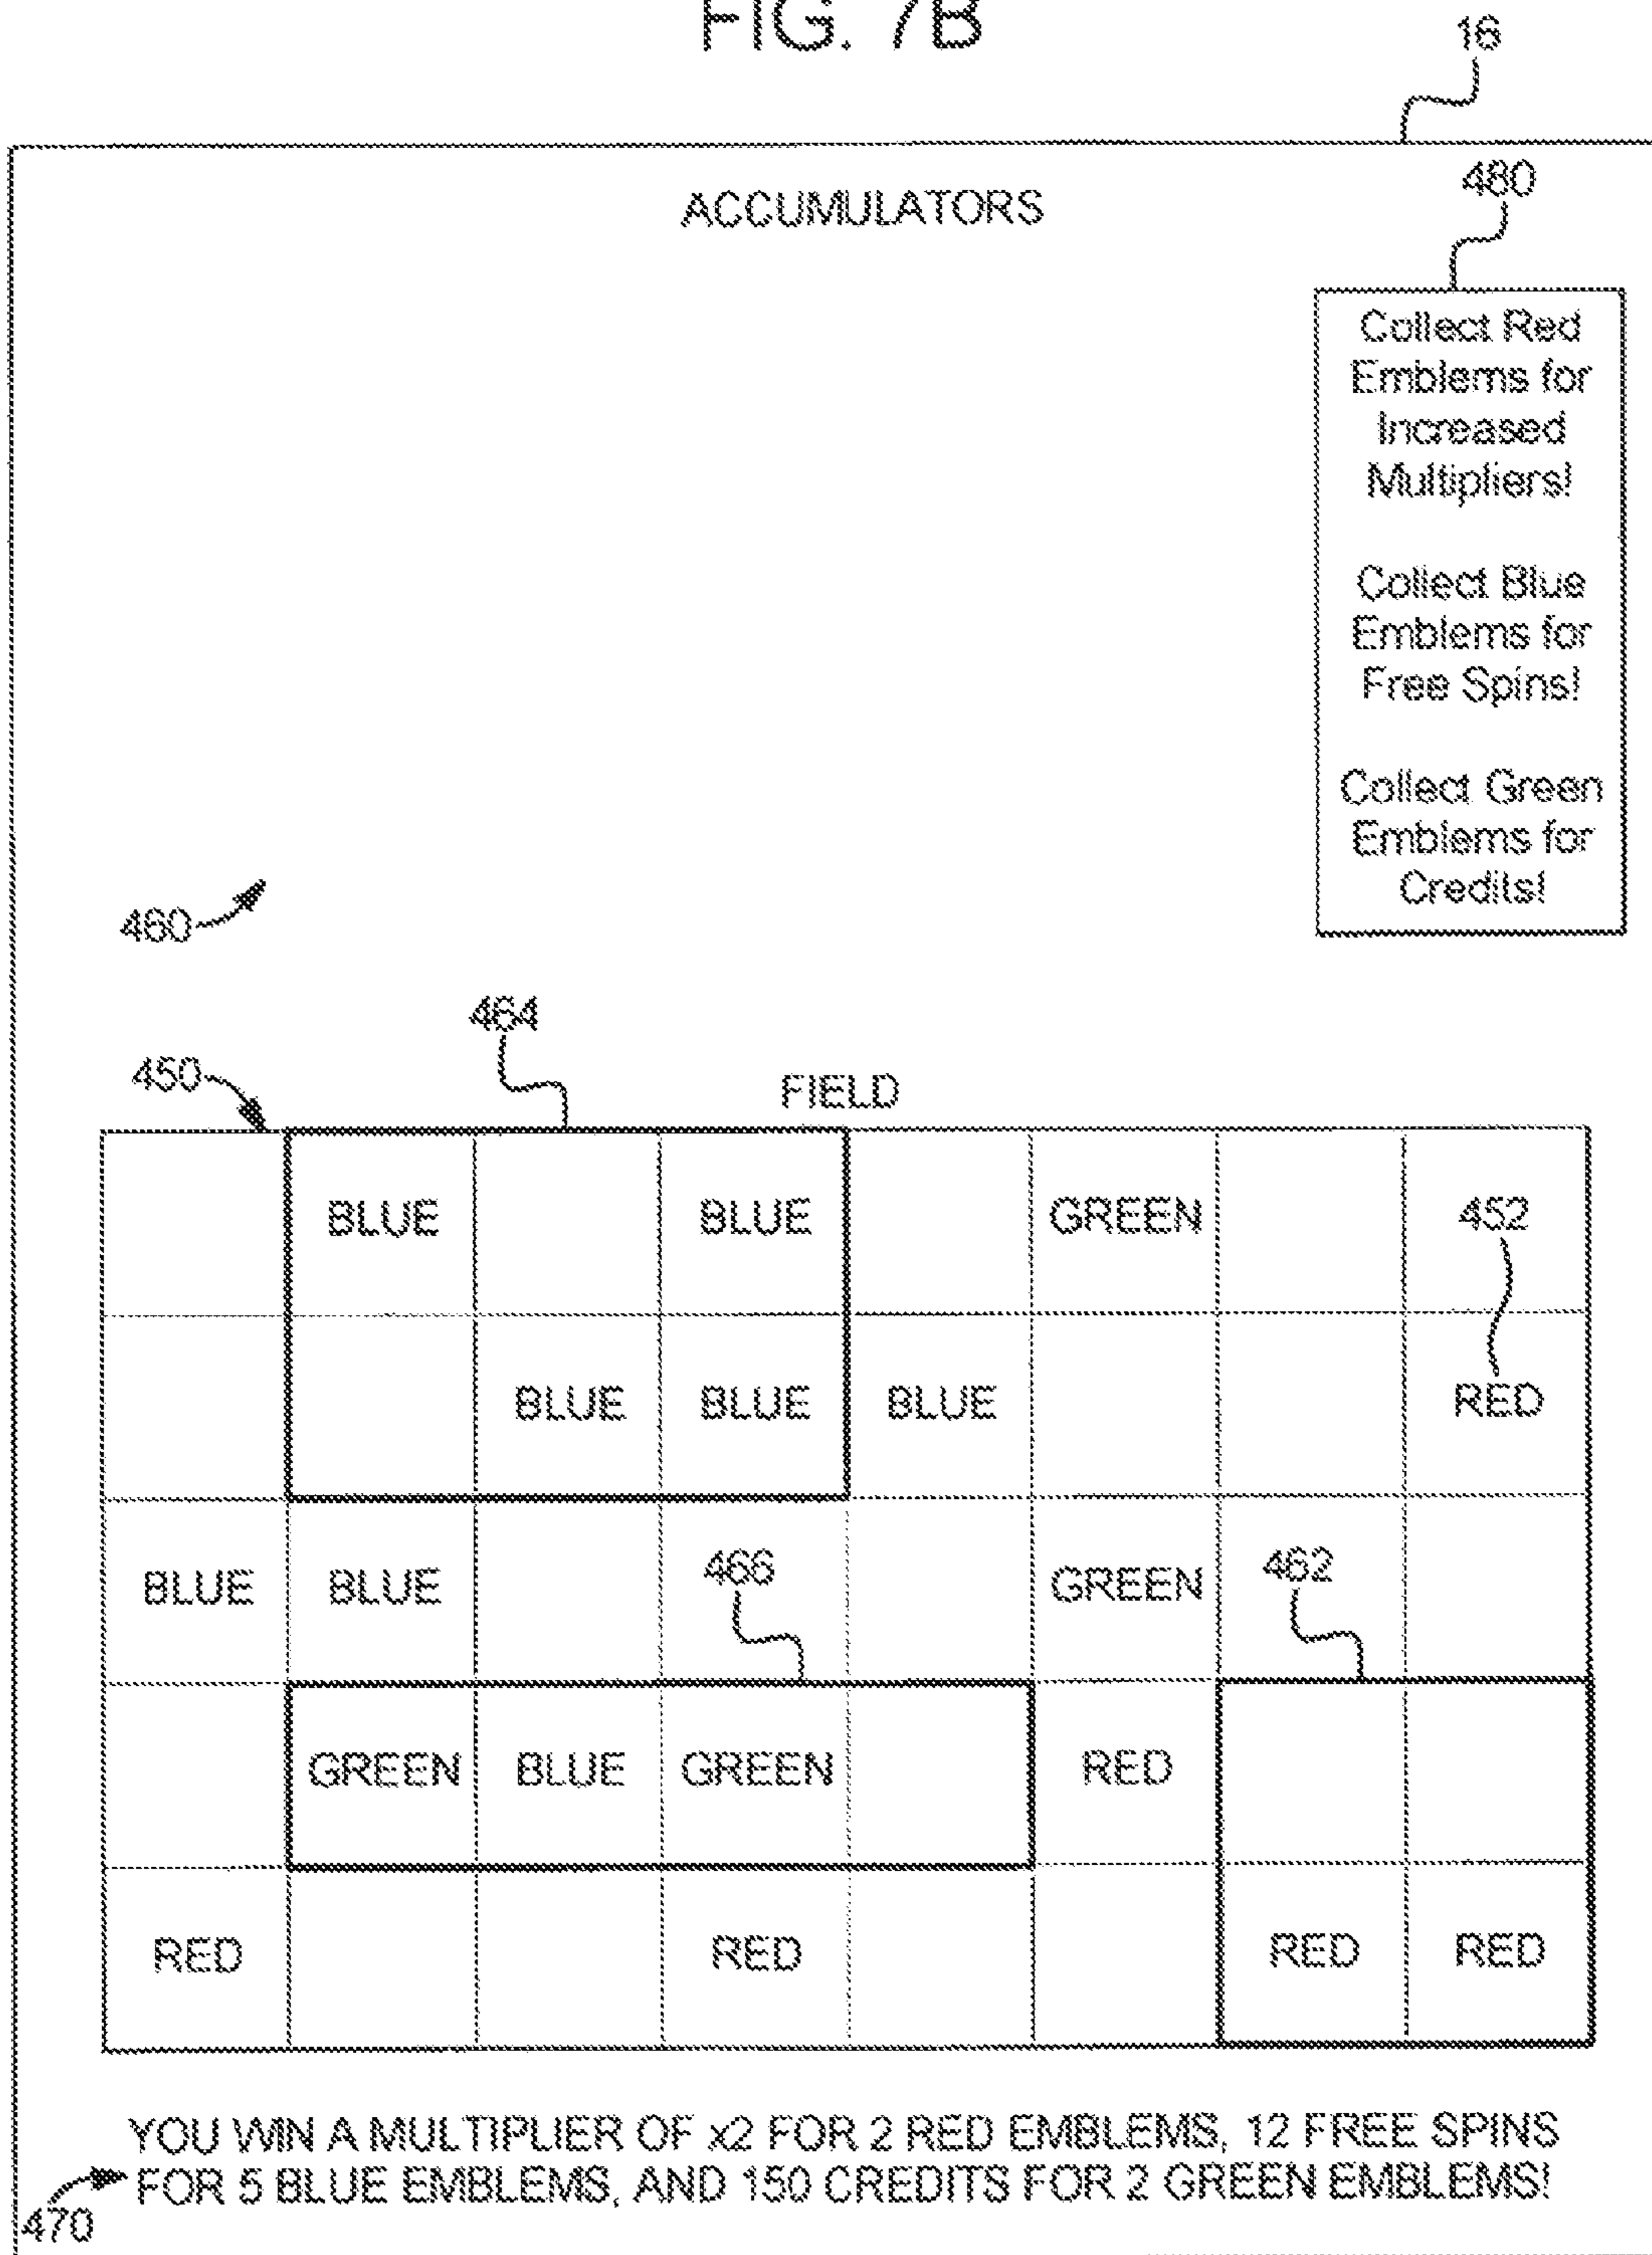 FIG. 7B
16
ACCUMULATORS
480
Collect Red
Emblems for
Increased
Multipliers!
Collect Blue
Emblems for
Free Spins!
Collect Green
Emblems for
Credits!
460
464
450
FIELD
BLUE BLUE GREEN 452
BLUE BLUE BLUE RED
BLUE BLUE 466 GREEN 462
GREEN BLUE GREEN RED
RED RED RED RED
YOU WIN A MULTIPLIER OF x2 FOR 2 RED EMBLEMS, 12 FREE SPINS
FOR 5 BLUE EMBLEMS, AND 150 CREDITS FOR 2 GREEN EMBLEMS!
470